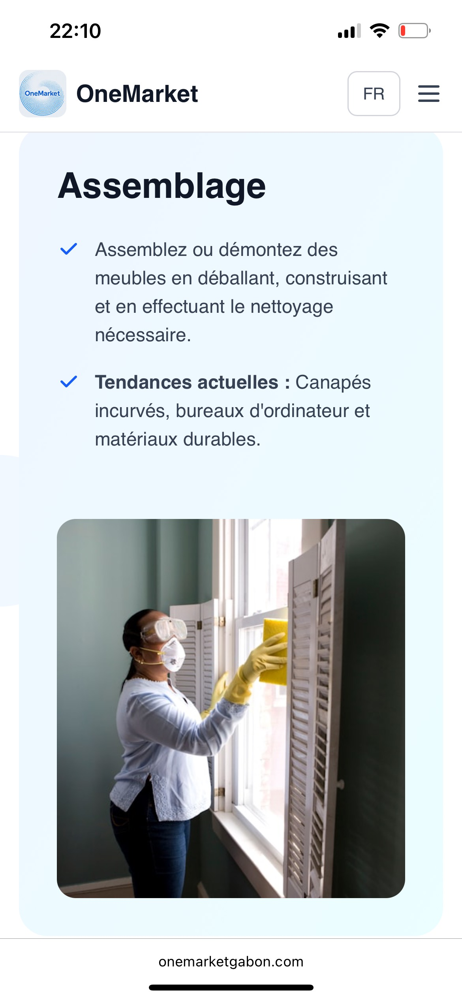 22:10
OneMarket
OneMarket
FR
Assemblage
Assemblez ou démontez des
meubles en déballant, construisant
et en effectuant le nettoyage
nécessaire.
Tendances actuelles : Canapés
incurvés, bureaux d'ordinateur et
matériaux durables.
onemarketgabon.com